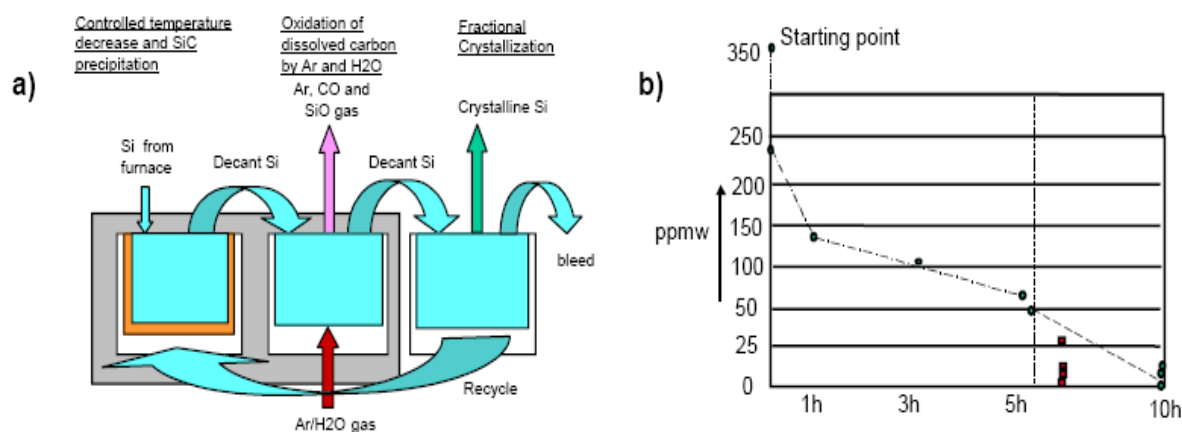 a)
Controlled temperature
decrease and SiC
precipitation
Oxidation of
dissolved carbon
by Ar and H2O
Ar, CO and
SiO gas
Fractional
Crystallization
Crystalline Si
Si from
furnace
Decant Si
Decant Si
bleed
Recycle
Ar/H2O gas
b)
Starting point
350
250
200
150
100
50
25
0
ppmw
1h
3h
5h
10h